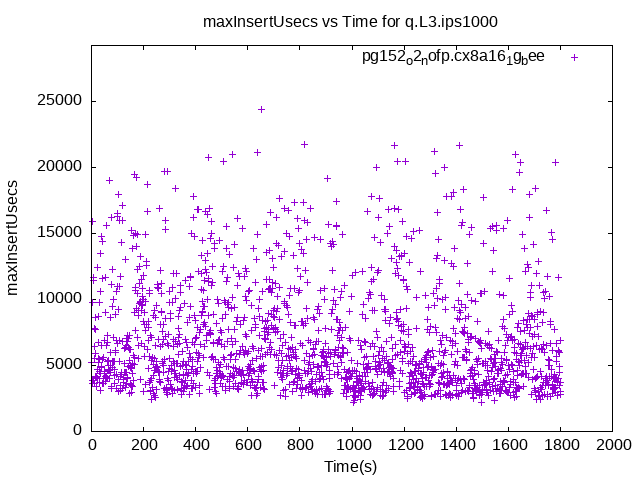 maxInsertUsecs vs Time for q.L3.ips1000
pg152o2nofp.cx8a161gbee
25000
20000
15000
10000
5000
0
maxInsertUsecs
0 200 400 600 800 1000 1200 1400 1600 1800 2000
Time(s)